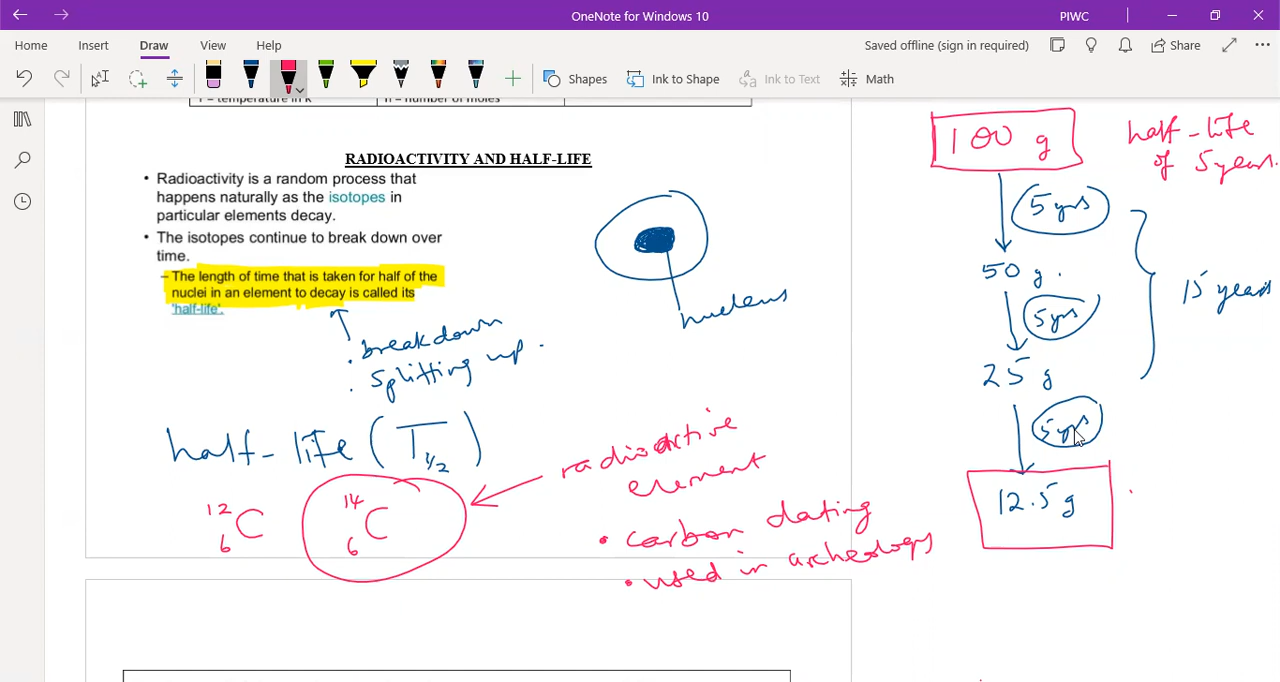 OneNote for Windows 10
PIWC
Home Insert Draw View Help
Saved offline (sign in required)
Share
Shapes
Ink to Shape
Ink to Text
Math
T = temperature in k
n = number of moles
RADIOACTIVITY AND HALF-LIFE
• Radioactivity is a random process that
happens naturally as the isotopes in
particular elements decay.
• The isotopes continue to break down over
time.
– The length of time that is taken for half of the
nuclei in an element to decay is called its
'half-life'.
• breakdown
• splitting up.
nucleus
half-life (T1/2)
12 6 C
14 6 C
radioactive
element
• carbon dating
• used in archeology
100 g
half-life
of 5 years.
5 yrs
50 g.
5 yrs
25 g
5 yrs
12.5 g
15 years